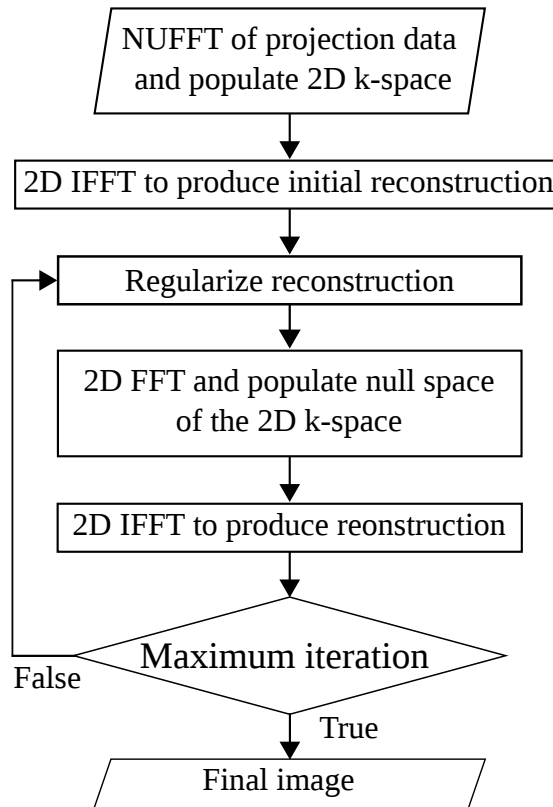 NUFFT of projection data
and populate 2D k-space
2D IFFT to produce initial reconstruction
Regularize reconstruction
2D FFT and populate null space
of the 2D k-space
2D IFFT to produce reonstruction
Maximum iteration
False
True
Final image